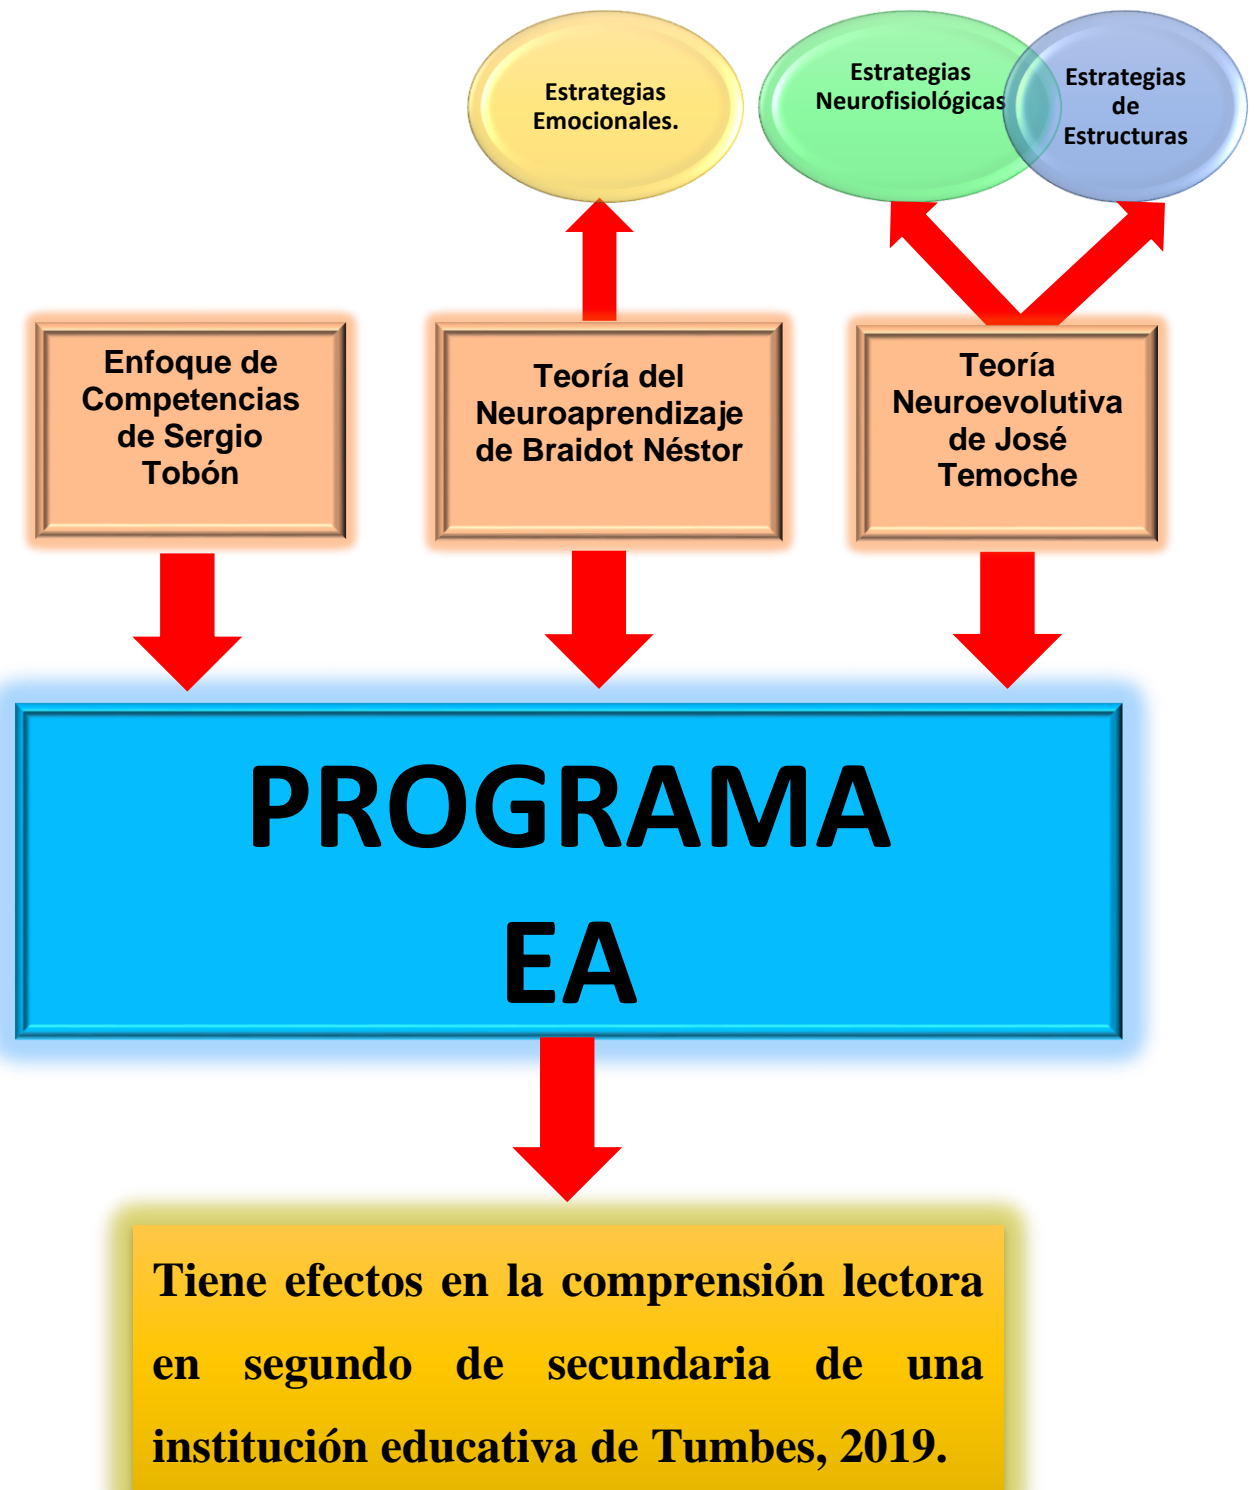 Estrategias
Emocionales.
Estrategias
Neurofisiológicas
Estrategias
de
Estructuras
Enfoque de
Competencias
de Sergio
Tobón
Teoría del
Neuroaprendizaje
de Braidot Néstor
Teoría
Neuroevolutiva
de José
Temoche
PROGRAMA
EA
Tiene efectos en la comprensión lectora
en segundo de secundaria de una
institución educativa de Tumbes, 2019.